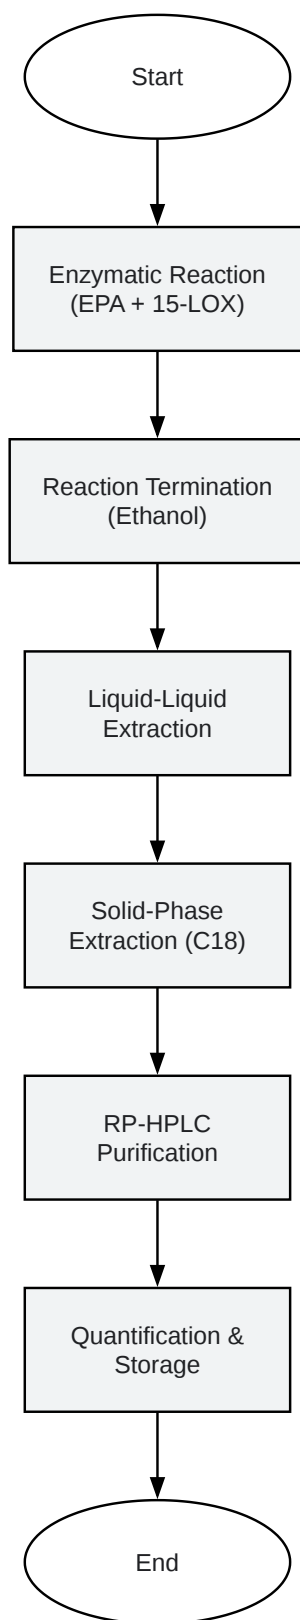 Start
Enzymatic Reaction
(EPA + 15-LOX)
Reaction Termination
(Ethanol)
Liquid-Liquid
Extraction
Solid-Phase
Extraction (C18)
RP-HPLC
Purification
Quantification &
Storage
End